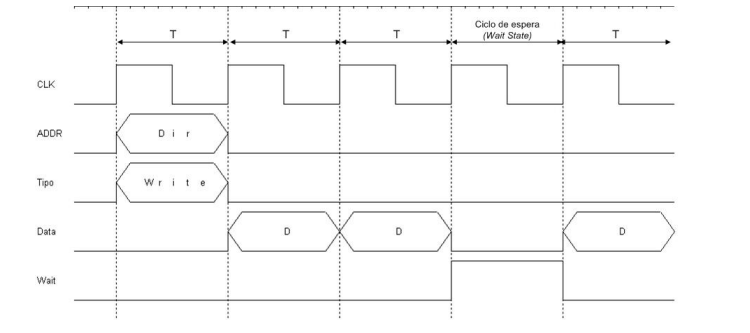 Ciclo de espera
T T T (Wait State) T
CLK
ADDR Dir
Tipo Write
Data D D D
Wait